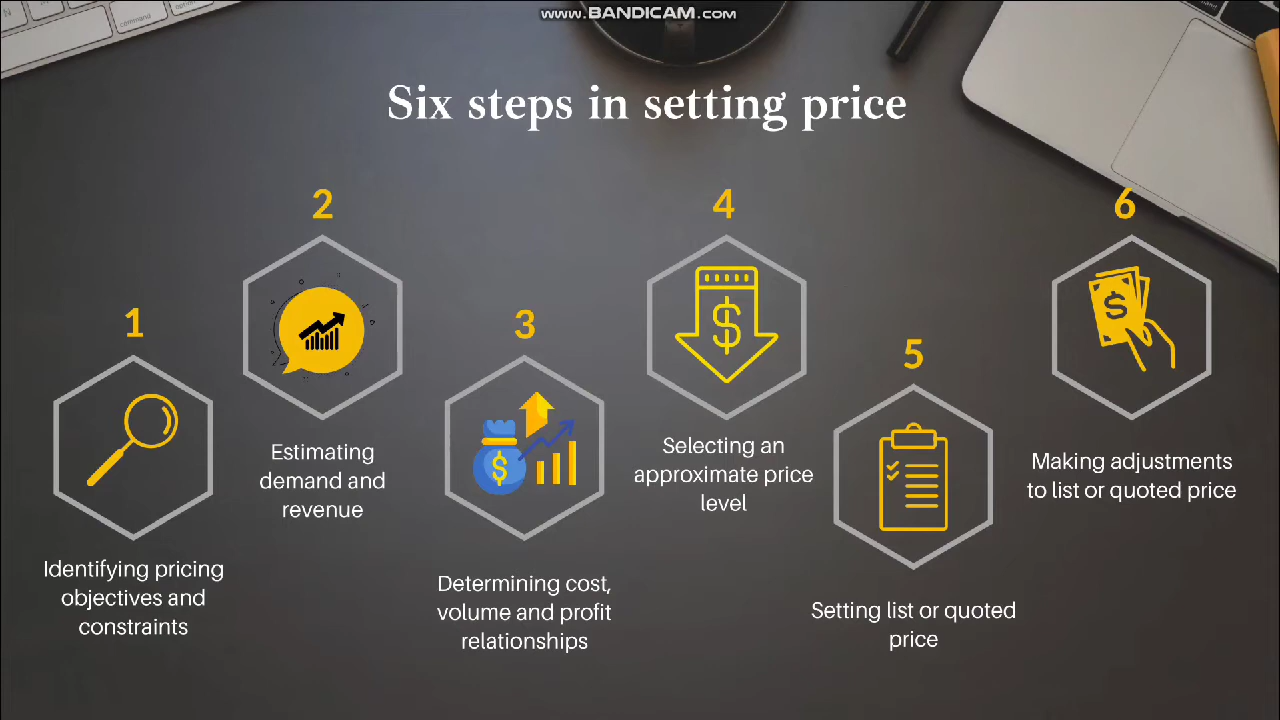 www.BANDICAM.com
command
option
Six steps in setting price
1
Identifying pricing
objectives and
constraints
2
Estimating
demand and
revenue
3
Determining cost,
volume and profit
relationships
4
Selecting an
approximate price
level
5
Setting list or quoted
price
6
Making adjustments
to list or quoted price